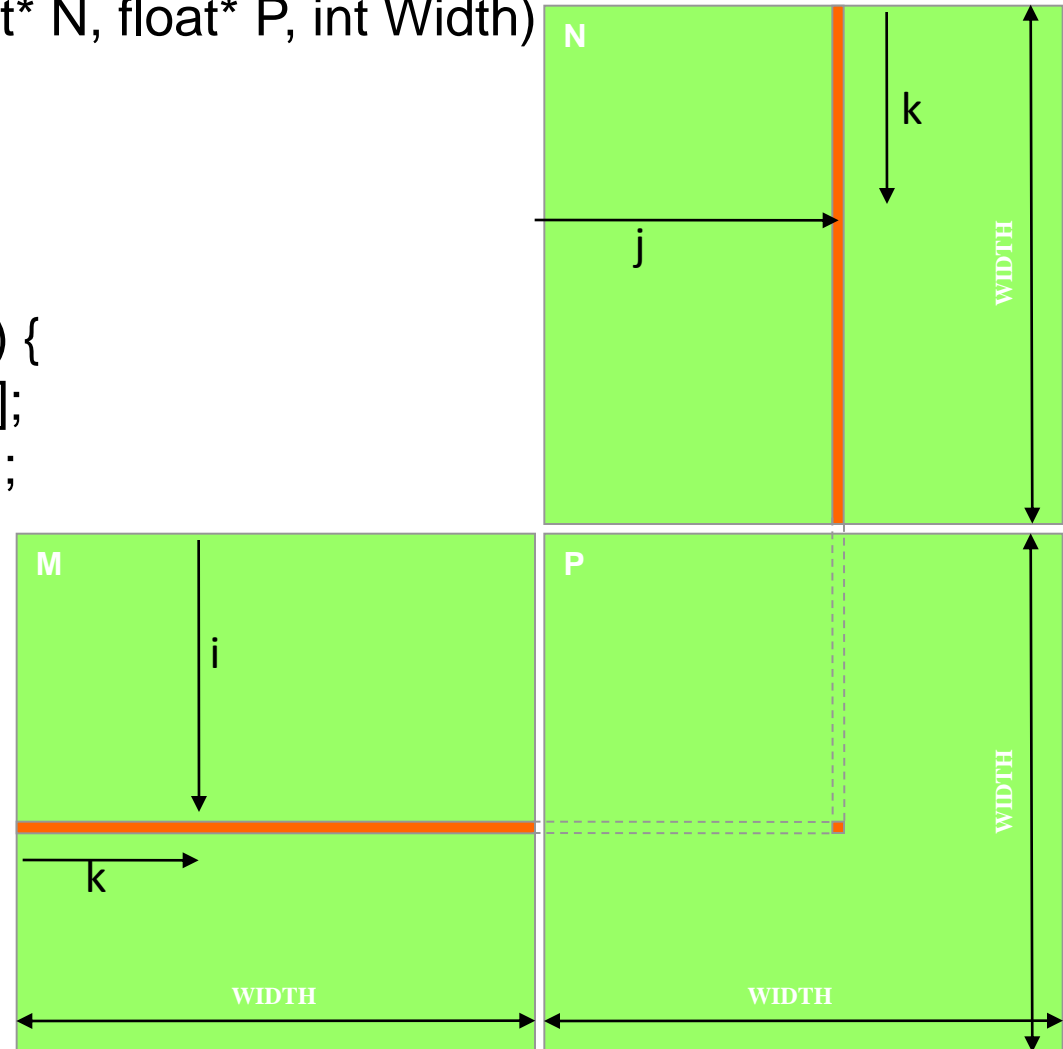 t* N, float* P, int Width)
N
k
j
WIDTH
) {
];
;
M
P
i
WIDTH
k
WIDTH
WIDTH